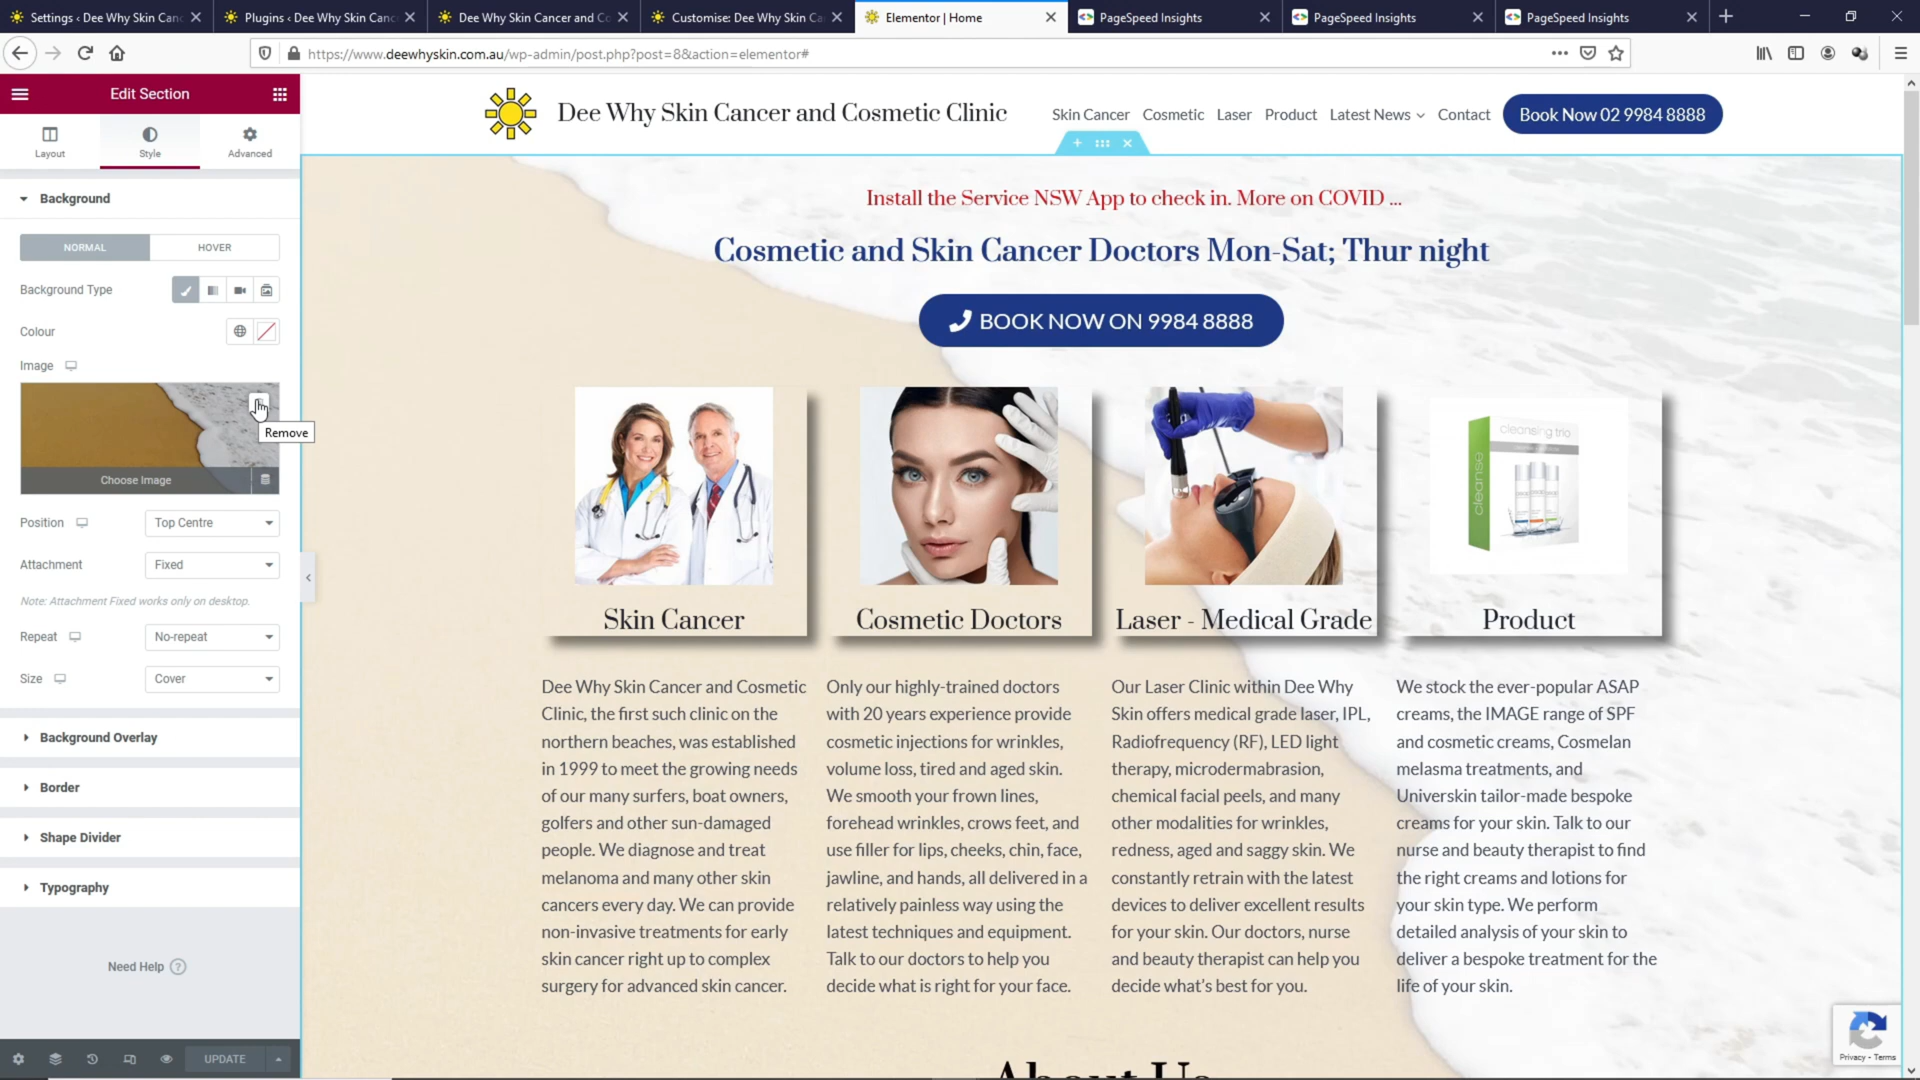 Settings ‹ Dee Why Skin Canc
Plugins ‹ Dee Why Skin Canc
Dee Why Skin Cancer and Co
Customise: Dee Why Skin Ca
Elementor | Home
PageSpeed Insights
PageSpeed Insights
PageSpeed Insights
https://www.deewhyskin.com.au/wp-admin/post.php?post=8&action=elementor#
Edit Section
Layout
Style
Advanced
Background
NORMAL
HOVER
Background Type
Colour
Image
Remove
Choose Image
Position
Top Centre
Attachment
Fixed
Note: Attachment Fixed works only on desktop.
Repeat
No-repeat
Size
Cover
Background Overlay
Border
Shape Divider
Typography
Need Help
UPDATE
Dee Why Skin Cancer and Cosmetic Clinic
Skin Cancer
Cosmetic
Laser
Product
Latest News
Contact
Book Now 02 9984 8888
Install the Service NSW App to check in. More on COVID ...
Cosmetic and Skin Cancer Doctors Mon-Sat; Thur night
BOOK NOW ON 9984 8888
cleansing trio
cleanse
Skin Cancer
Cosmetic Doctors
Laser - Medical Grade
Product
Dee Why Skin Cancer and Cosmetic
Clinic, the first such clinic on the
northern beaches, was established
in 1999 to meet the growing needs
of our many surfers, boat owners,
golfers and other sun-damaged
people. We diagnose and treat
melanoma and many other skin
cancers every day. We can provide
non-invasive treatments for early
skin cancer right up to complex
surgery for advanced skin cancer.
Only our highly-trained doctors
with 20 years experience provide
cosmetic injections for wrinkles,
volume loss, tired and aged skin.
We smooth your frown lines,
forehead wrinkles, crows feet, and
use filler for lips, cheeks, chin, face,
jawline, and hands, all delivered in a
relatively painless way using the
latest techniques and equipment.
Talk to our doctors to help you
decide what is right for your face.
Our Laser Clinic within Dee Why
Skin offers medical grade laser, IPL,
Radiofrequency (RF), LED light
therapy, microdermabrasion,
chemical facial peels, and many
other modalities for wrinkles,
redness, aged and saggy skin. We
constantly retrain with the latest
devices to deliver excellent results
for your skin. Our doctors, nurse
and beauty therapist can help you
decide what's best for you.
We stock the ever-popular ASAP
creams, the IMAGE range of SPF
and cosmetic creams, Cosmelan
melasma treatments, and
Universkin tailor-made bespoke
creams for your skin. Talk to our
nurse and beauty therapist to find
the right creams and lotions for
your skin type. We perform
detailed analysis of your skin to
deliver a bespoke treatment for the
life of your skin.
About Us
Privacy - Terms